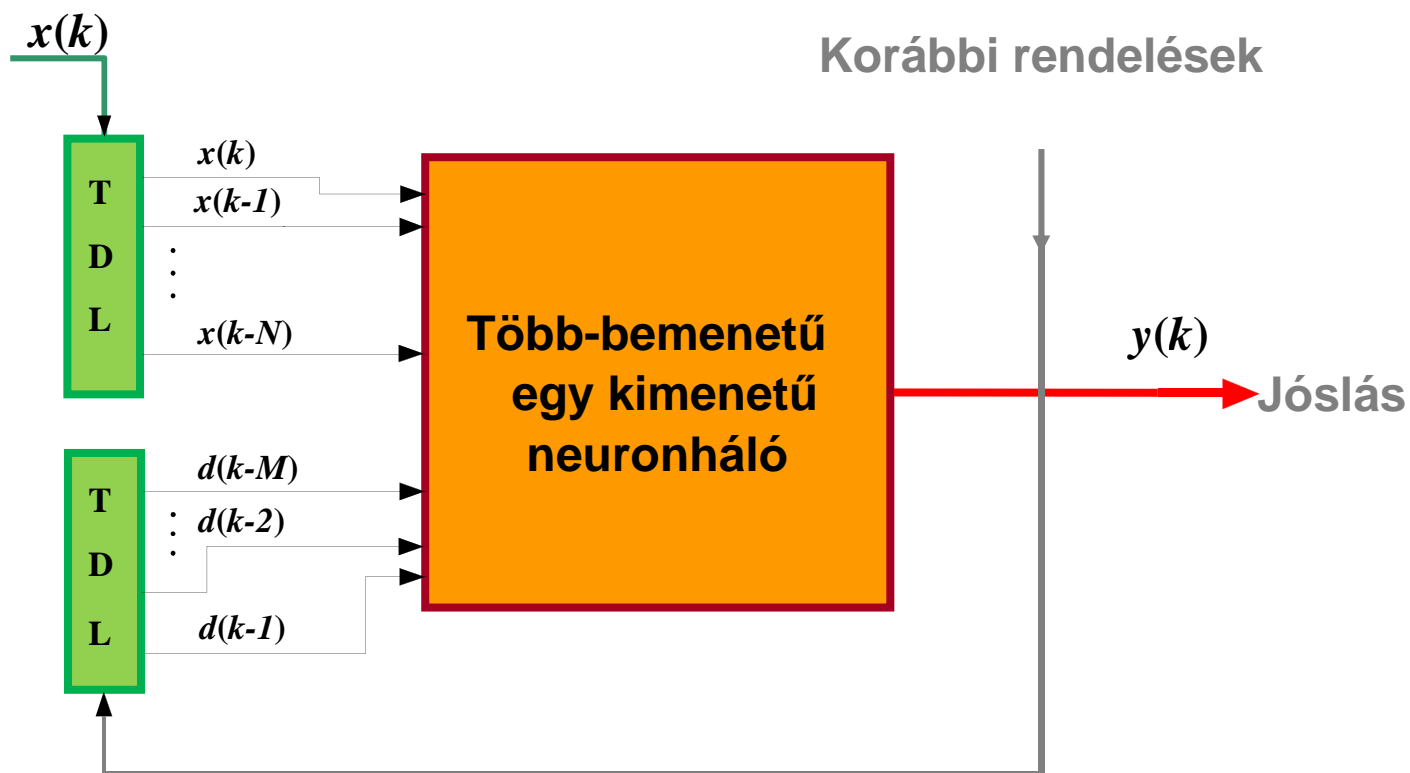 x(k)
Korábbi rendelések
T
D
L
x(k)
x(k-1)
.
.
.
x(k-N)
Több-bemenetű
egy kimenetű
neuronháló
y(k)
Jóslás
T
D
L
d(k-M)
.
.
.
d(k-2)
d(k-1)